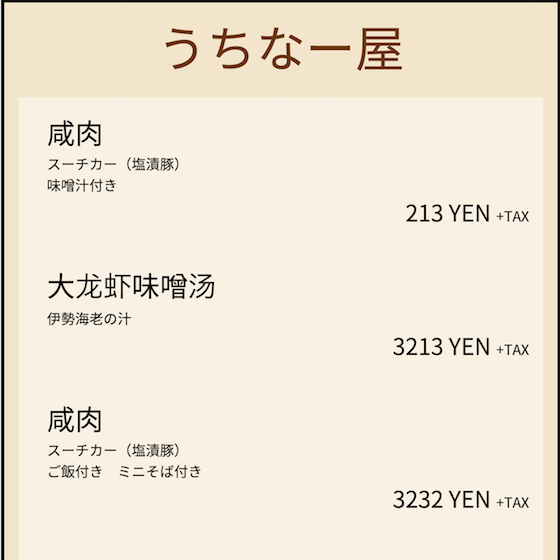 うちなー屋
咸肉
スーチカー（塩漬豚）
味噌汁付き
213 YEN +TAX
大龙虾味噌汤
伊勢海老の汁
3213 YEN +TAX
咸肉
スーチカー（塩漬豚）
ご飯付き　ミニそば付き
3232 YEN +TAX